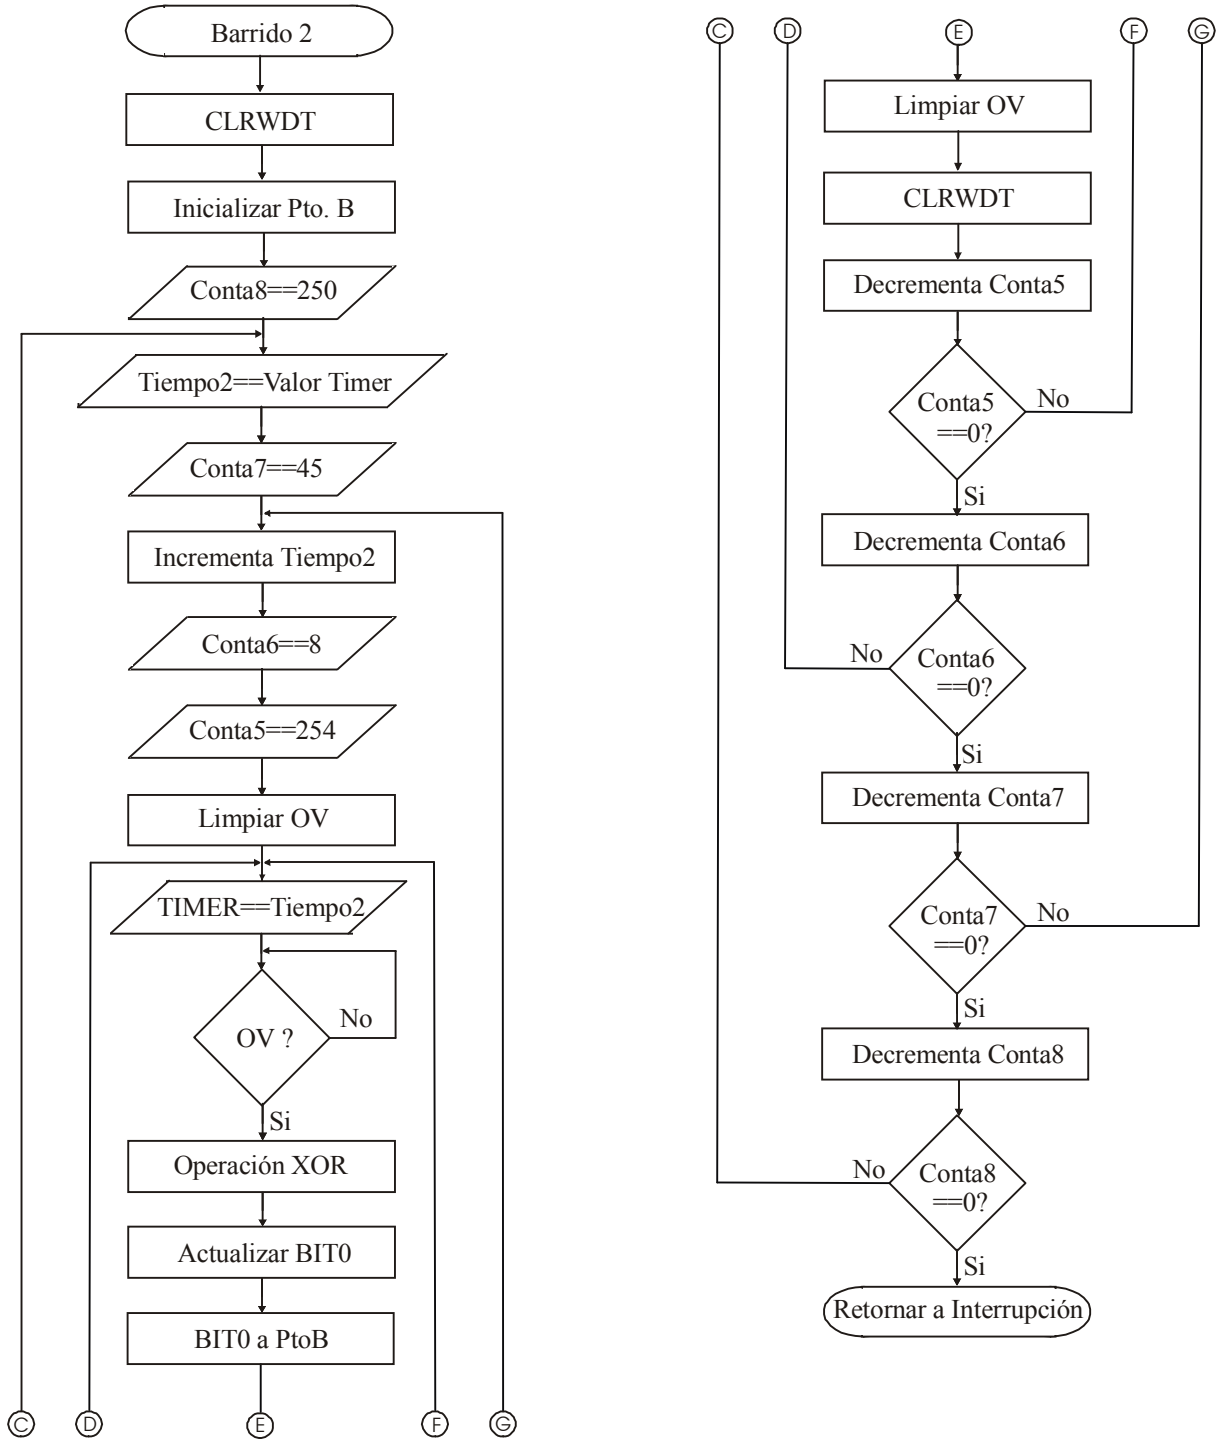 Barrido 2
CLRWDT
Inicializar Pto. B
Conta8==250
Tiempo2==Valor Timer
Conta7==45
Incrementa Tiempo2
Conta6==8
Conta5==254
Limpiar OV
TIMER==Tiempo2
OV ?
No
Si
Operación XOR
Actualizar BIT0
BIT0 a PtoB
C
D
E
F
G
C
D
E
F
G
Limpiar OV
CLRWDT
Decrementa Conta5
Conta5
==0?
No
Si
Decrementa Conta6
No
Conta6
==0?
Si
Decrementa Conta7
Conta7
==0?
No
Si
Decrementa Conta8
No
Conta8
==0?
Si
Retornar a Interrupción